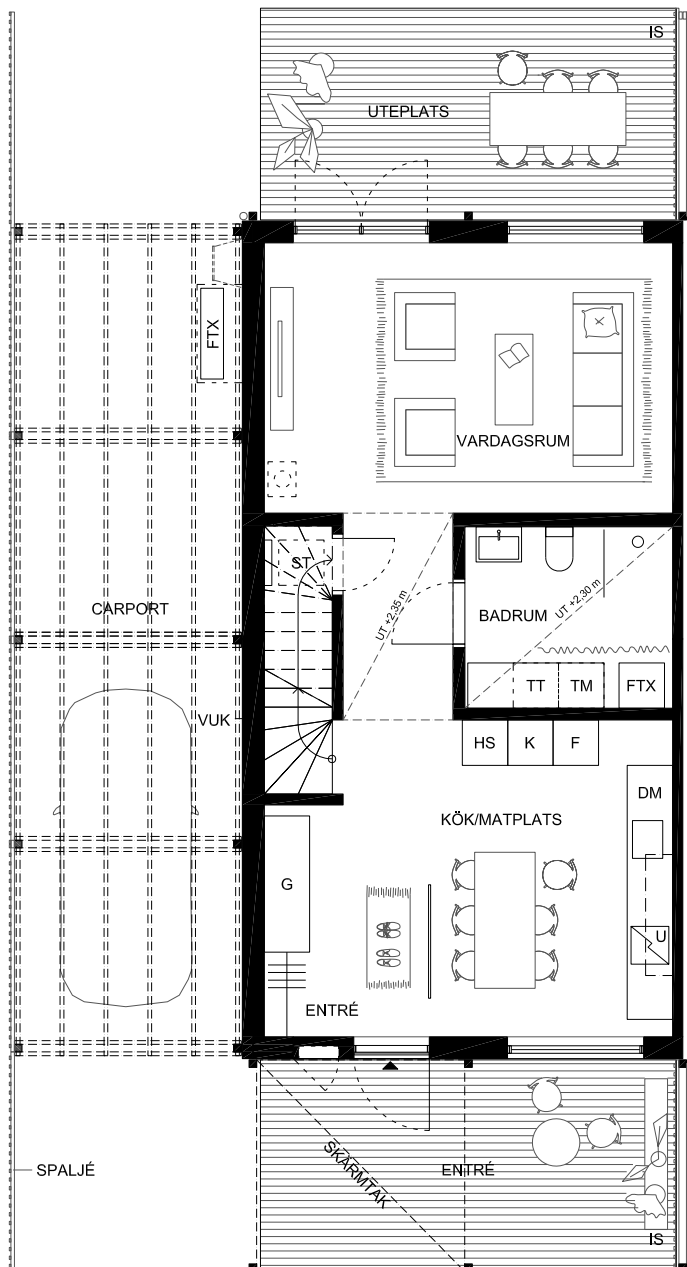 IS
UTEPLATS
FTX
VARDAGSRUM
ST
UT +2,35 m
UT +2,30 m
CARPORT
BADRUM
TT
TM
FTX
VUK
HS
K
F
DM
KÖK/MATPLATS
G
U
ENTRÉ
SPALJÉ
SKÄRMTAK
ENTRÉ
IS